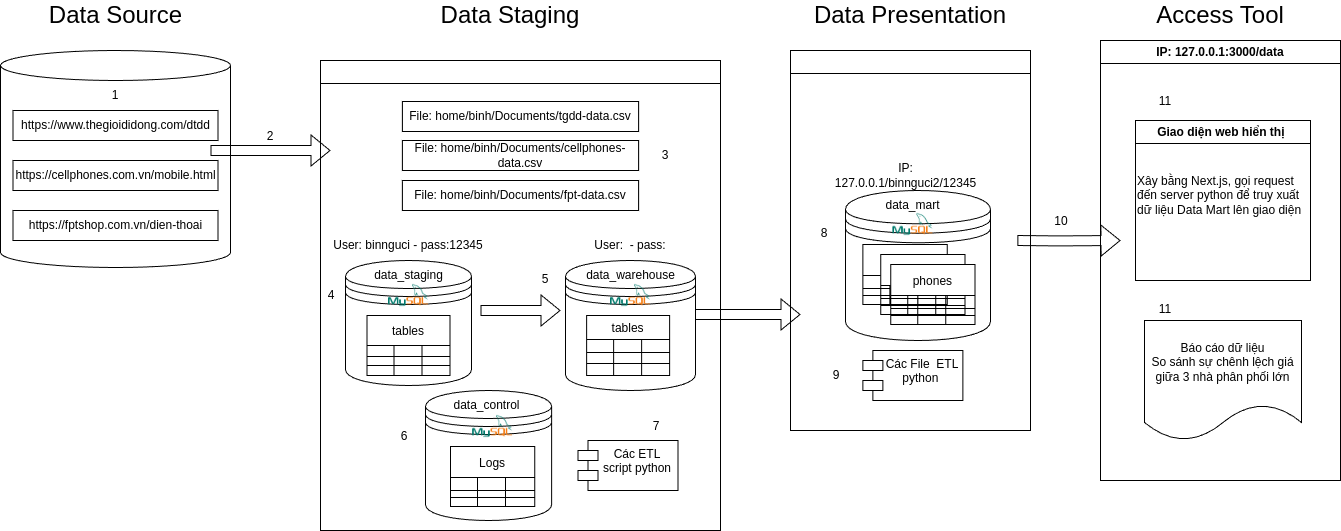 Data Source
Data Staging
Data Presentation
Access Tool
1
https://www.thegioididong.com/dtdd
https://cellphones.com.vn/mobile.html
https://fptshop.com.vn/dien-thoai
2
File: home/binh/Documents/tgdd-data.csv
File: home/binh/Documents/cellphones-
data.csv
File: home/binh/Documents/fpt-data.csv
3
User: binnguci - pass:12345
data_staging
MySQL
tables
4
5
User:  - pass:
data_warehouse
MySQL
tables
data_control
MySQL
Logs
6
7
Các ETL
script python
IP:
127.0.0.1/binnguci2/12345
data_mart
MySQL
phones
8
9
Các File  ETL
python
10
IP: 127.0.0.1:3000/data
11
Giao diện web hiển thị
Xây bằng Next.js, gọi request
đến server python để truy xuất
dữ liệu Data Mart lên giao diện
11
Báo cáo dữ liệu
So sánh sự chênh lệch giá
giữa 3 nhà phân phối lớn